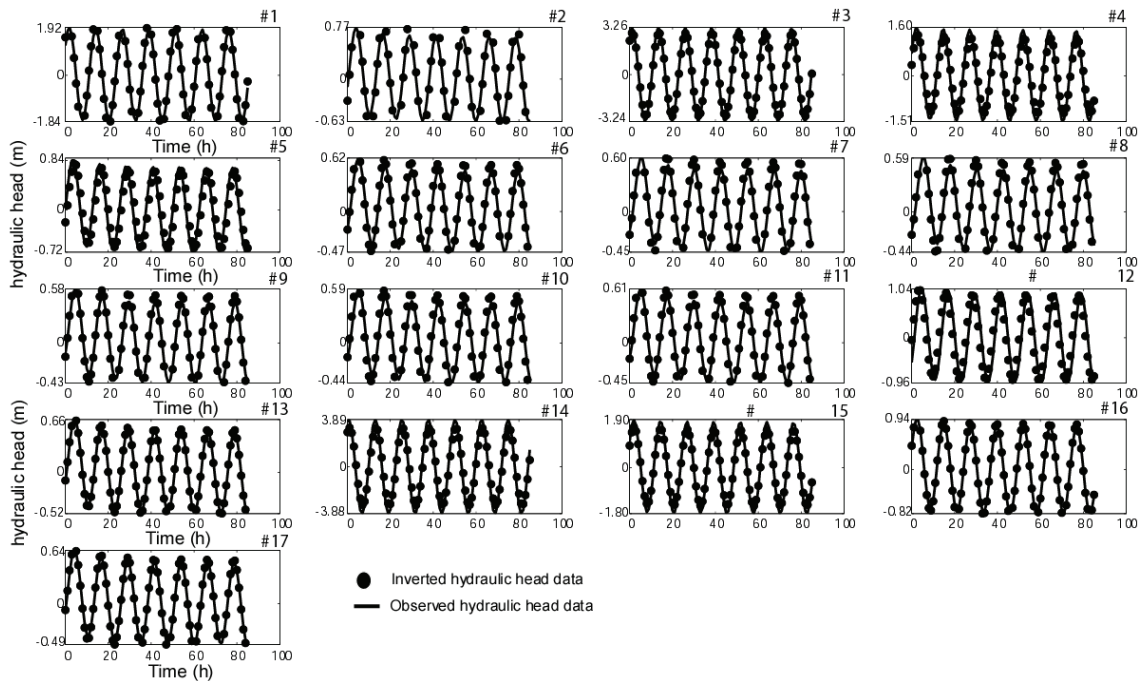 #1 #2 #3 #4
1.92 0.77 3.26 1.60
0 0 0 0
-1.84 -0.63 -3.24 -1.51
0 20 40 60 80 100 0 20 40 60 80 100 0 20 40 60 80 100 0 20 40 60 80 100
Time (h)
hydraulic head (m)
#5 #6 #7 #8
0.84 0.62 0.60 0.59
0 0 0 0
-0.72 -0.47 -0.45 -0.44
0 20 40 60 80 100 0 20 40 60 80 100 0 20 40 60 80 100 0 20 40 60 80 100
Time (h)
#9 #10 #11 # 12
0.58 0.58 0.61 1.04
0 0 0 0
-0.43 -0.44 -0.45 -0.96
0 20 40 60 80 100 0 20 40 60 80 100 0 20 40 60 80 100 0 20 40 60 80 100
Time (h)
hydraulic head (m)
#13 #14 # 15 #16
0.66 3.89 1.90 0.94
0 0 0 0
-0.52 -3.88 -1.80 -0.82
0 20 40 60 80 100 0 20 40 60 80 100 0 20 40 60 80 100 0 20 40 60 80 100
Time (h)
#17
0.64
0
-0.49
0 20 40 60 80 100
Time (h)
Inverted hydraulic head data
Observed hydraulic head data